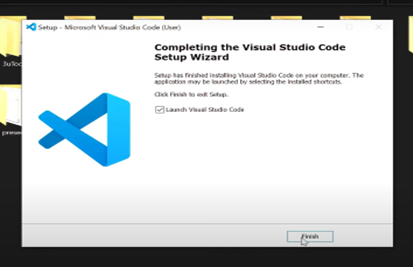 Setup - Microsoft Visual Studio Code (User)
Completing the Visual Studio Code
Setup Wizard
Setup has finished installing Visual Studio Code on your computer. The
application may be launched by selecting the installed shortcuts.
Click Finish to exit Setup.
Launch Visual Studio Code
Finish